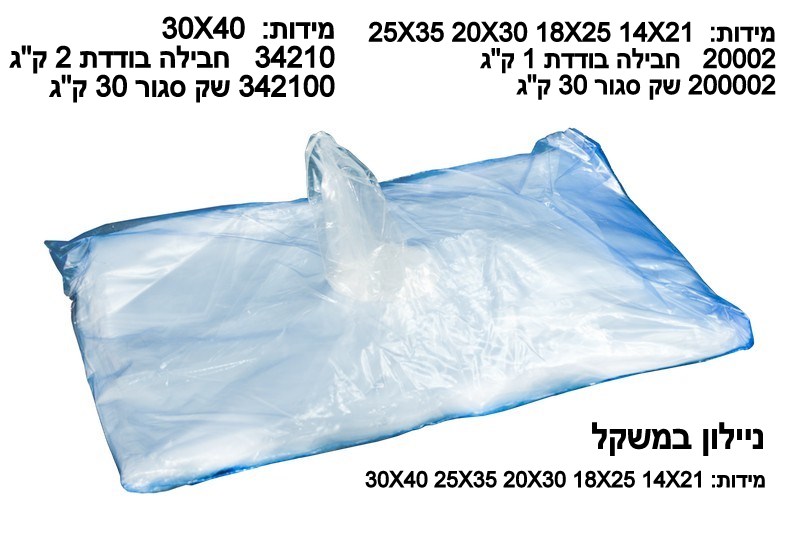 מידות: 14X21 18X25 20X30 25X35
20002 חבילה בודדת 1 ק"ג
200002 שק סגור 30 ק"ג
מידות: 30X40
34210 חבילה בודדת 2 ק"ג
342100 שק סגור 30 ק"ג
ניילון במשקל
מידות: 14X21 18X25 20X30 25X35 30X40